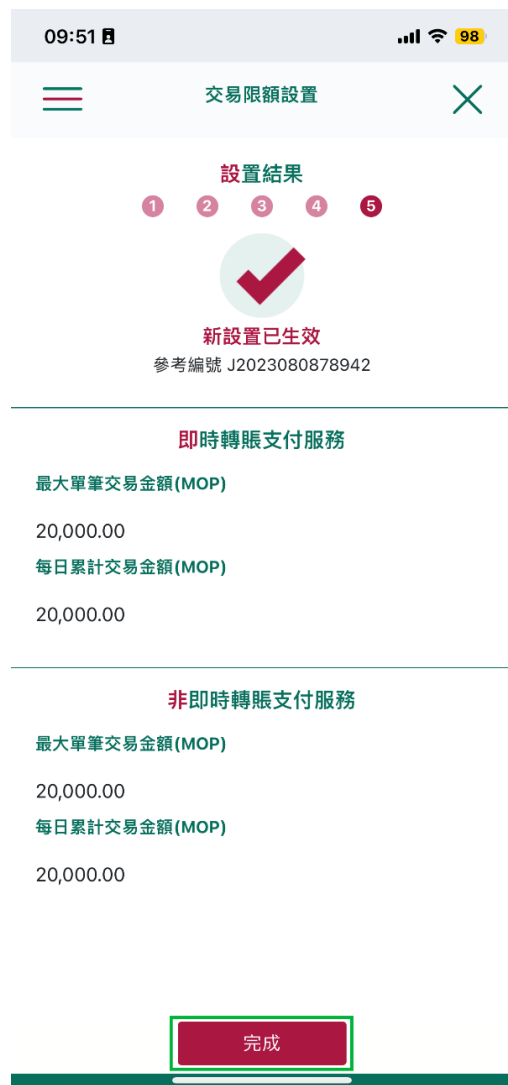 09:51
98
交易限額設置
設置結果
1 2 3 4 5
新設置已生效
參考編號 J2023080878942
即時轉賬支付服務
最大單筆交易金額(MOP)
20,000.00
每日累計交易金額(MOP)
20,000.00
非即時轉賬支付服務
最大單筆交易金額(MOP)
20,000.00
每日累計交易金額(MOP)
20,000.00
完成